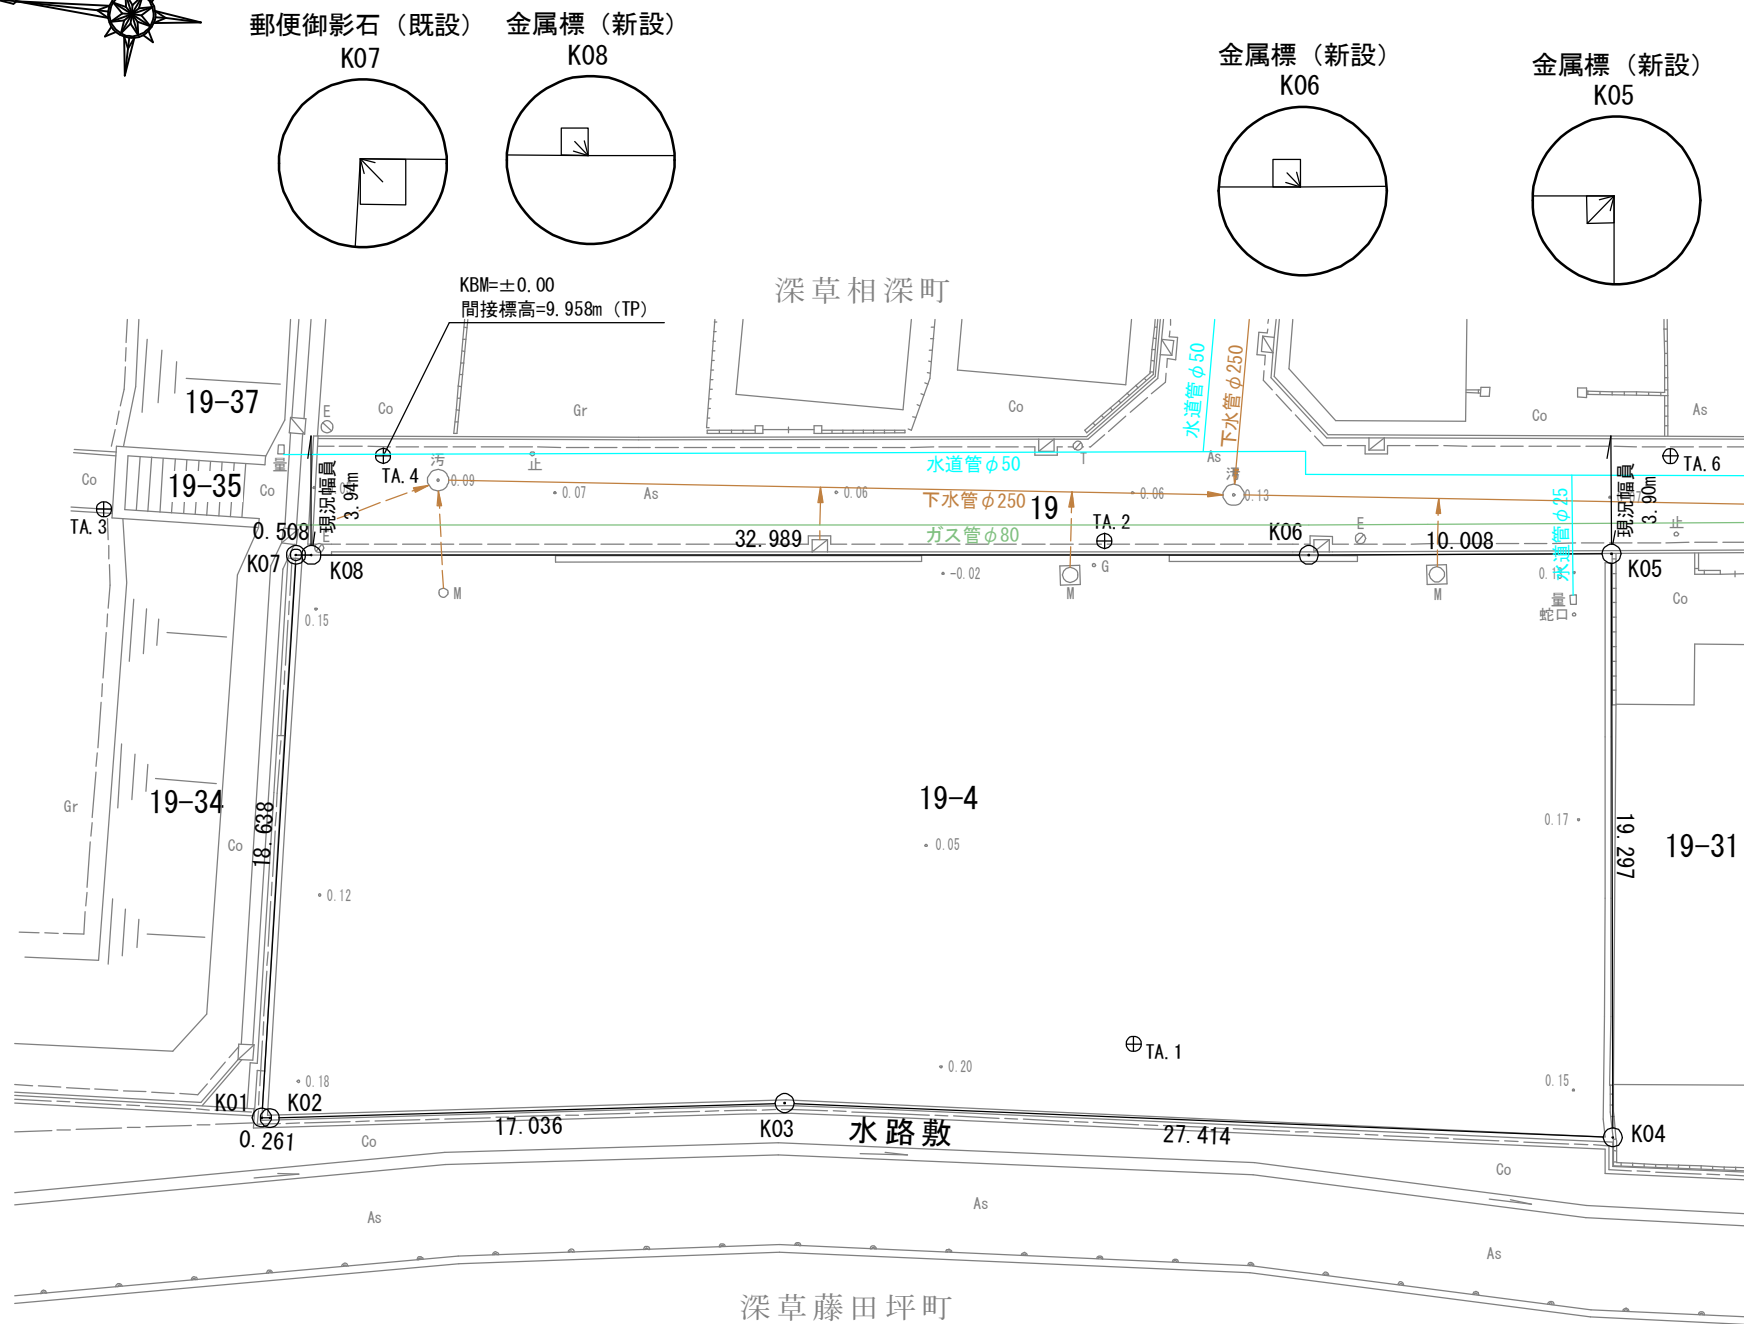 郵便御影石（既設）
K07
金属標（新設）
K08
金属標（新設）
K06
金属標（新設）
K05
KBM=±0.00
間接標高=9.958m（TP）
深草相深町
19-37
E
Co
Gr
Co
水道管φ50
下水管φ250
Co
As
量
TA.4
汚
0.09
止
水道管φ50
T
As
TA.6
Co
19-35
Co
現況幅員
3.94m
0.07
As
0.06
下水管φ250
19
0.06
0.13
水道管φ25
現況幅員
3.90m
止
TA.3
0.508
E
32.989
ガス管φ80
TA.2
K06
E
10.008
K07
K08
K05
M
-0.02
G
M
M
量
蛇口
Co
0.15
19-34
Gr
Co
18.638
19-4
0.05
0.17
19.297
19-31
0.12
TA.1
0.20
0.18
0.15
K01
K02
0.261
Co
17.036
K03
水路敷
27.414
K04
Co
As
As
As
深草藤田坪町